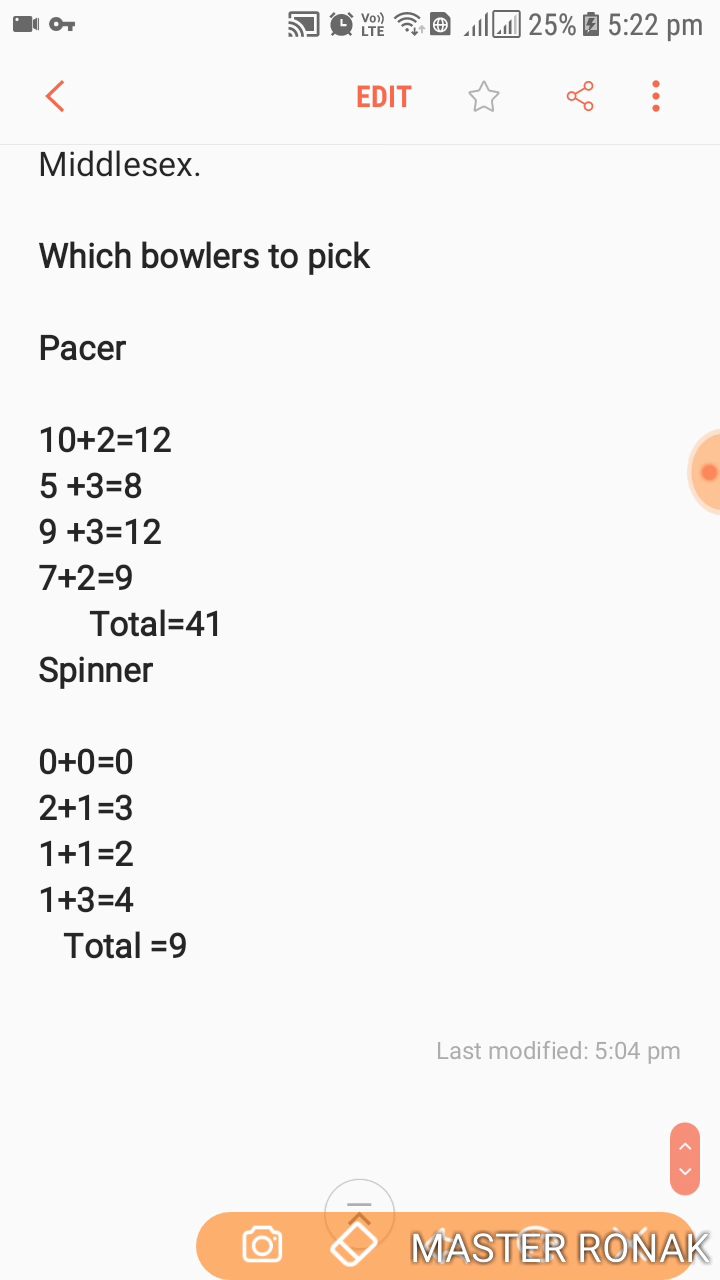 Vo))
LTE
25%
5:22 pm
EDIT
Middlesex.
Which bowlers to pick
Pacer
10+2=12
5 +3=8
9 +3=12
7+2=9
Total=41
Spinner
0+0=0
2+1=3
1+1=2
1+3=4
Total =9
Last modified: 5:04 pm
MASTER RONAK